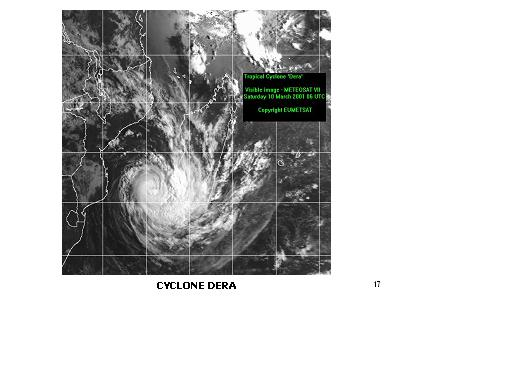 Tropical Cyclone "Dera"
Visible image - METEOSAT VII
Saturday 10 March 2001 06 UTC
Copyright EUMETSAT
CYCLONE DERA
17